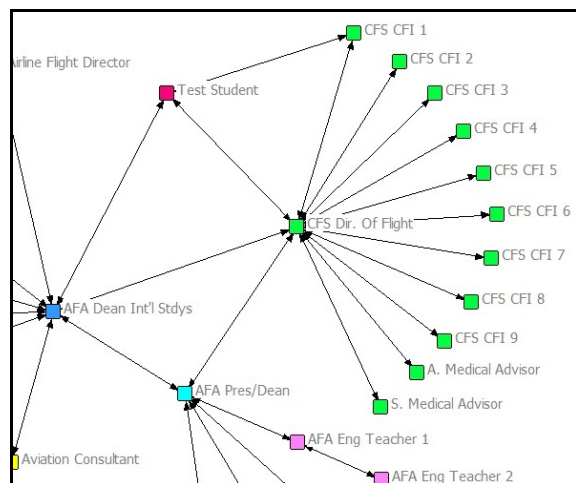 CFS CFI 1
CFS CFI 2
Airline Flight Director
Test Student
CFS CFI 3
CFS CFI 4
CFS CFI 5
CFS CFI 6
CFS Dir. Of Flight
CFS CFI 7
CFS CFI 8
AFA Dean Int'l Stdys
CFS CFI 9
A. Medical Advisor
AFA Pres/Dean
S. Medical Advisor
AFA Eng Teacher 1
Aviation Consultant
AFA Eng Teacher 2